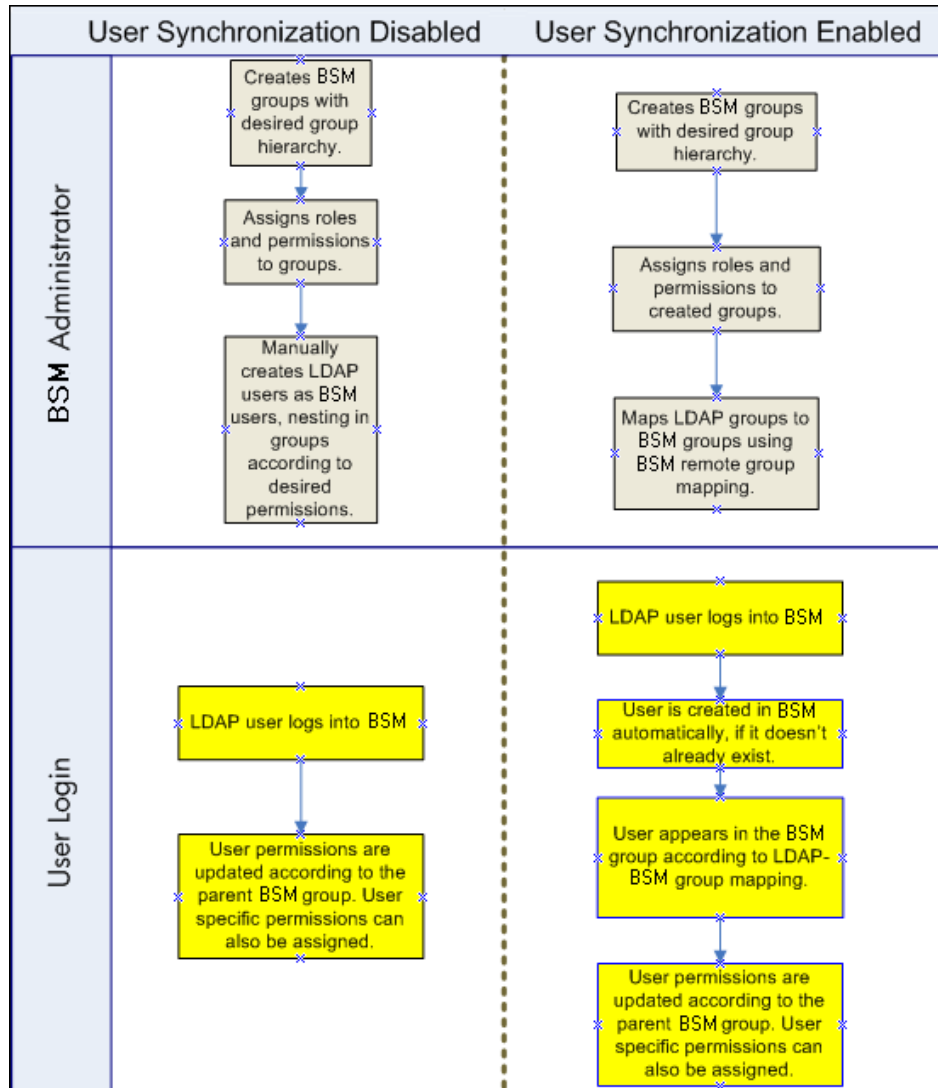 User Synchronization Disabled
User Synchronization Enabled
BSM Administrator
Creates BSM
groups with
desired group
hierarchy.
Assigns roles
and permissions
to groups.
Manually
creates LDAP
users as BSM
users, nesting in
groups
according to
desired
permissions.
Creates BSM groups
with desired group
hierarchy.
Assigns roles and
permissions to
created groups.
Maps LDAP groups to
BSM groups using
BSM remote group
mapping.
User Login
LDAP user logs into BSM
User permissions are
updated according to the
parent BSM group. User
specific permissions can
also be assigned.
LDAP user logs into BSM
User is created in BSM
automatically, if it doesn't
already exist.
User appears in the BSM
group according to LDAP-
BSM group mapping.
User permissions are
updated according to the
parent BSM group. User
specific permissions can
also be assigned.